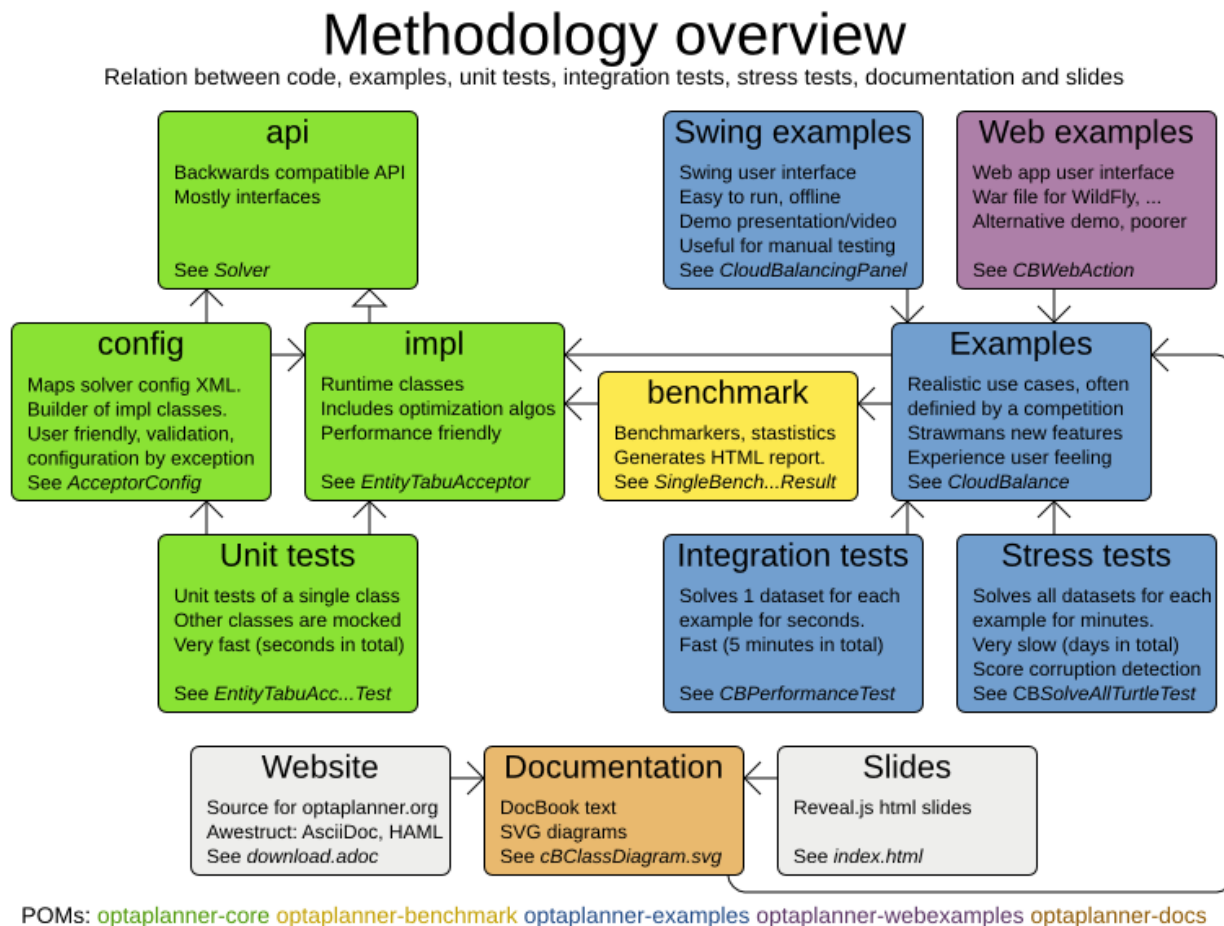 Methodology overview
Relation between code, examples, unit tests, integration tests, stress tests, documentation and slides
api
Backwards compatible API
Mostly interfaces
See Solver
Swing examples
Swing user interface
Easy to run, offline
Demo presentation/video
Useful for manual testing
See CloudBalancingPanel
Web examples
Web app user interface
War file for WildFly, ...
Alternative demo, poorer
See CBWebAction
config
Maps solver config XML.
Builder of impl classes.
User friendly, validation,
configuration by exception
See AcceptorConfig
impl
Runtime classes
Includes optimization algos
Performance friendly
See EntityTabuAcceptor
benchmark
Benchmarkers, stastistics
Generates HTML report.
See SingleBench...Result
Examples
Realistic use cases, often
definied by a competition
Strawmans new features
Experience user feeling
See CloudBalance
Unit tests
Unit tests of a single class
Other classes are mocked
Very fast (seconds in total)
See EntityTabuAcc...Test
Integration tests
Solves 1 dataset for each
example for seconds.
Fast (5 minutes in total)
See CBPerformanceTest
Stress tests
Solves all datasets for each
example for minutes.
Very slow (days in total)
Score corruption detection
See CBSolveAllTurtleTest
Website
Source for optaplanner.org
Awestruct: AsciiDoc, HAML
See download.adoc
Documentation
DocBook text
SVG diagrams
See cBClassDiagram.svg
Slides
Reveal.js html slides
See index.html
POMs: optaplanner-core optaplanner-benchmark optaplanner-examples optaplanner-webexamples optaplanner-docs